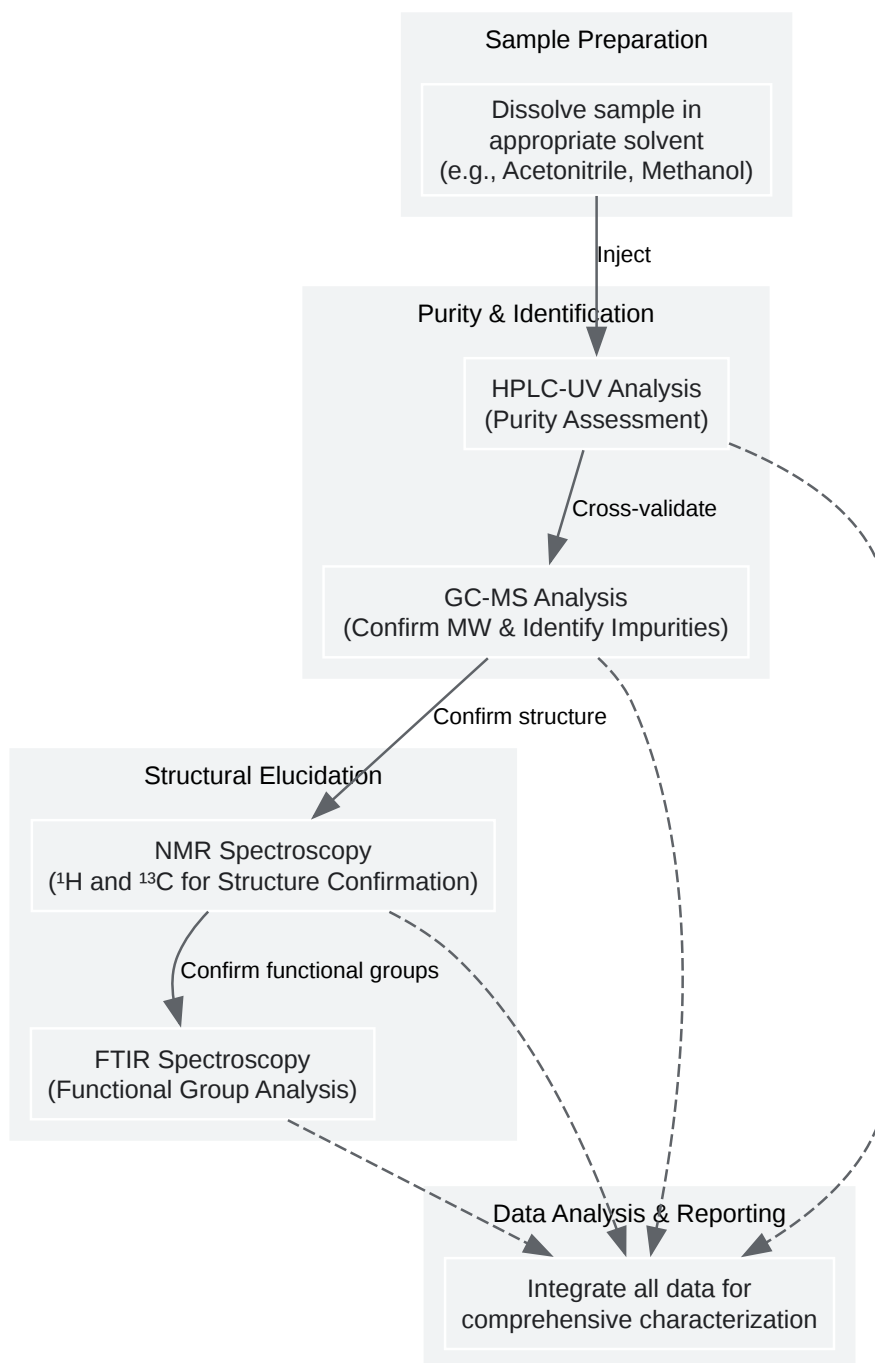 Sample Preparation
Dissolve sample in
appropriate solvent
(e.g., Acetonitrile, Methanol)
Inject
Purity & Identification
HPLC-UV Analysis
(Purity Assessment)
Cross-validate
GC-MS Analysis
(Confirm MW & Identify Impurities)
Confirm structure
Structural Elucidation
NMR Spectroscopy
(¹H and ¹³C for Structure Confirmation)
Confirm functional groups
FTIR Spectroscopy
(Functional Group Analysis)
Data Analysis & Reporting
Integrate all data for
comprehensive characterization